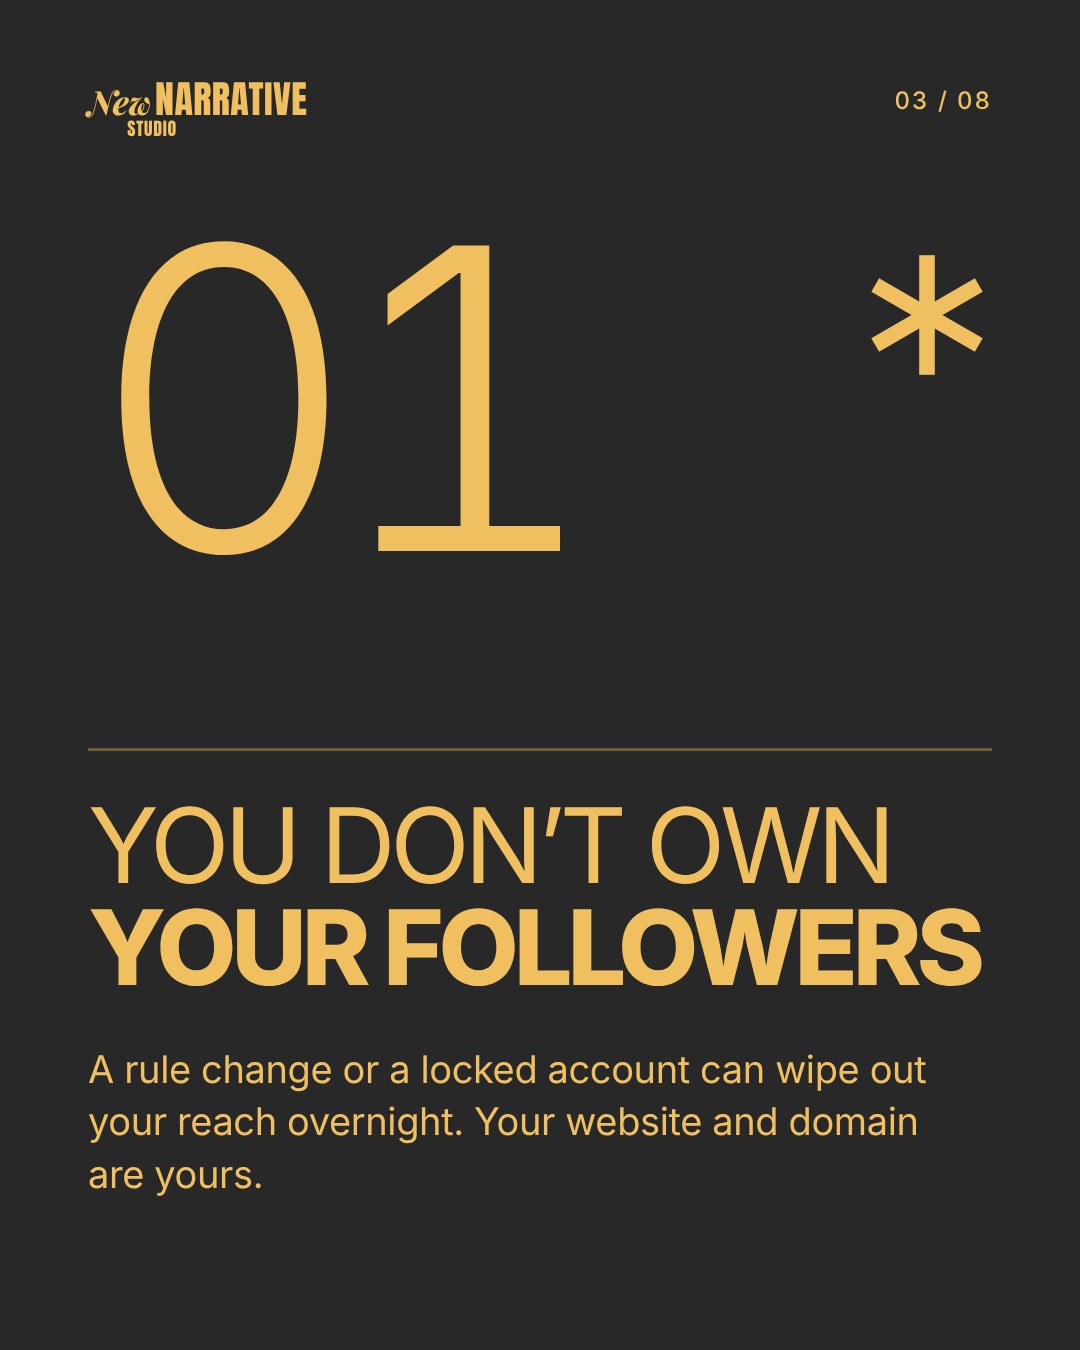 New NARRATIVE
STUDIO
03 / 08
01
*
YOU DON’T OWN
YOUR FOLLOWERS
A rule change or a locked account can wipe out
your reach overnight. Your website and domain
are yours.